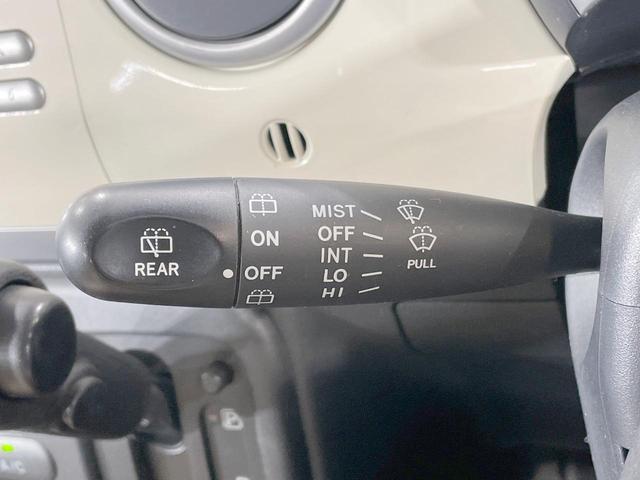 REAR
ON
OFF
MIST
OFF
INT
LO
HI
PULL
A/C